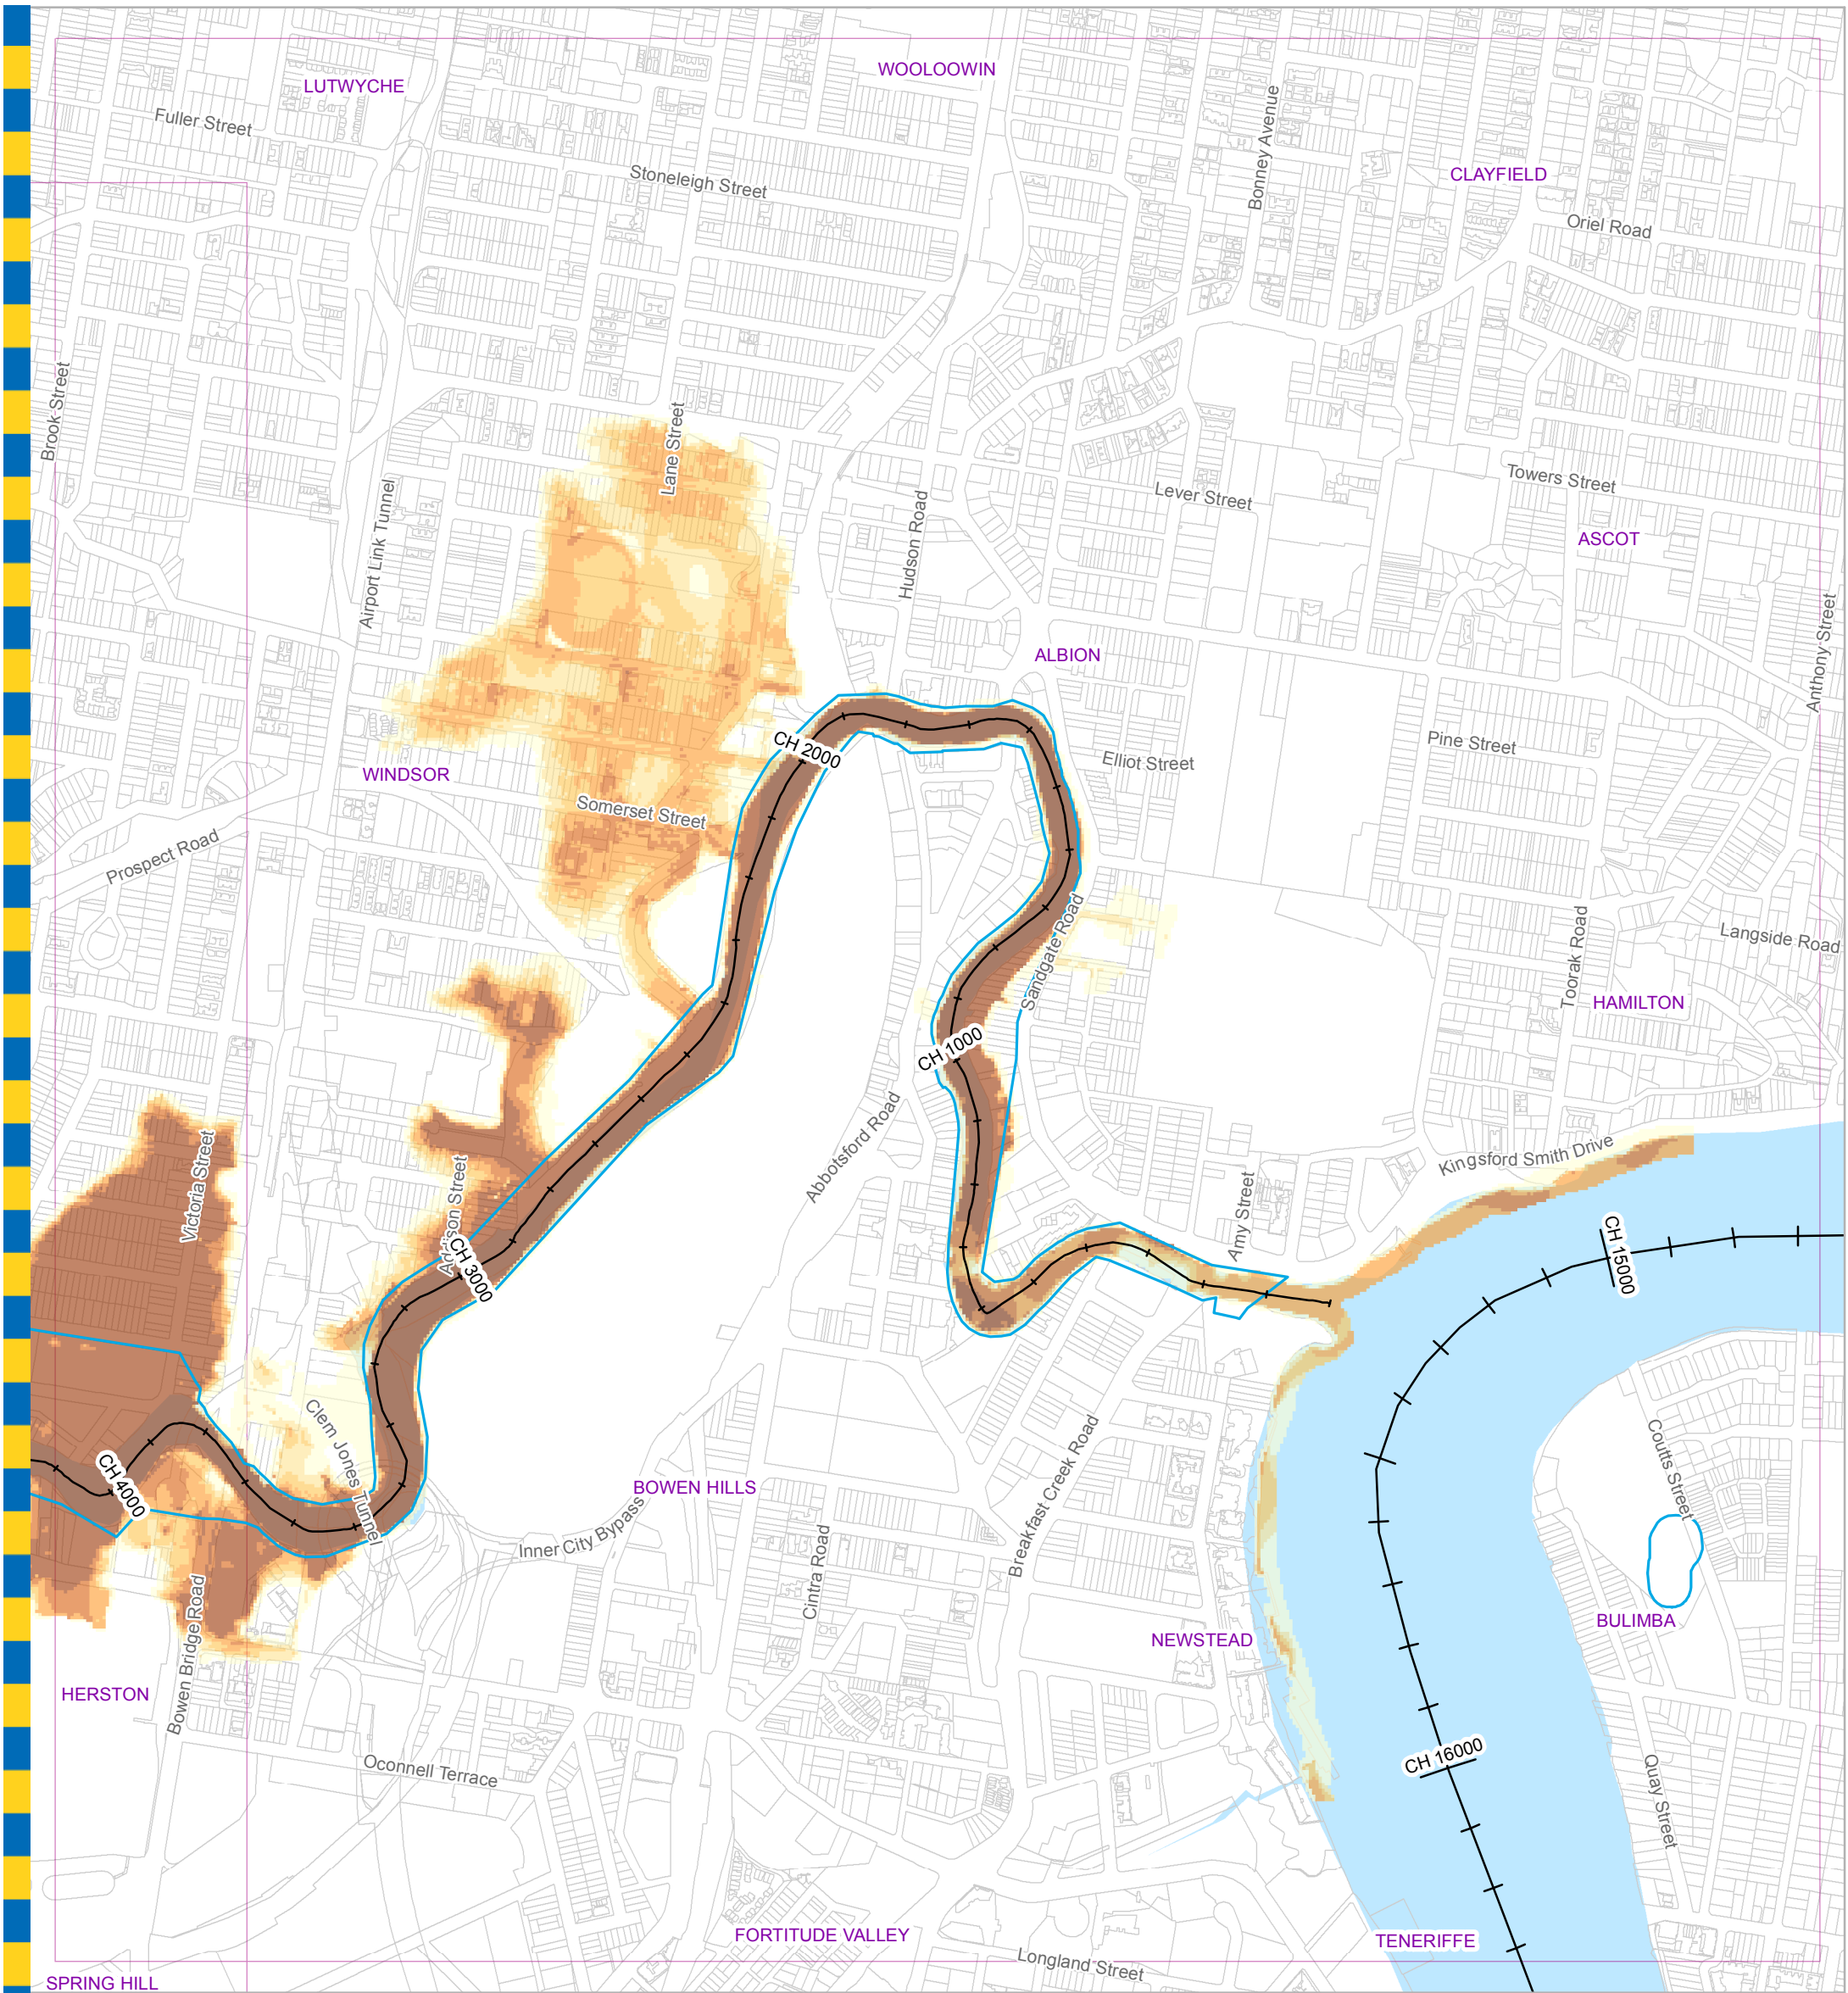 WOOLOOWIN
LUTWYCHE
Fuller Street
Bonney Avenue
Stoneleigh Street
CLAYFIELD
Oriel Road
Brook Street
Lane Street
Towers Street
Lever Street
Airport Link Tunnel
Hudson Road
ASCOT
Anthony Street
ALBION
CH 2000
Pine Street
Elliot Street
WINDSOR
Somerset Street
Prospect Road
Sandgate Road
Toorak Road
Langside Road
HAMILTON
CH 1000
Abbotsford Road
Kingsford Smith Drive
Victoria Street
Addison Street
Amy Street
CH 3000
CH 15000
Clem Jones Tunnel
CH 4000
BOWEN HILLS
Coutts Street
Breakfast Creek Road
Inner City Bypass
Cintra Road
Bowen Bridge Road
BULIMBA
NEWSTEAD
HERSTON
CH 16000
Oconnell Terrace
Quay Street
FORTITUDE VALLEY
TENERIFFE
Longland Street
SPRING HILL